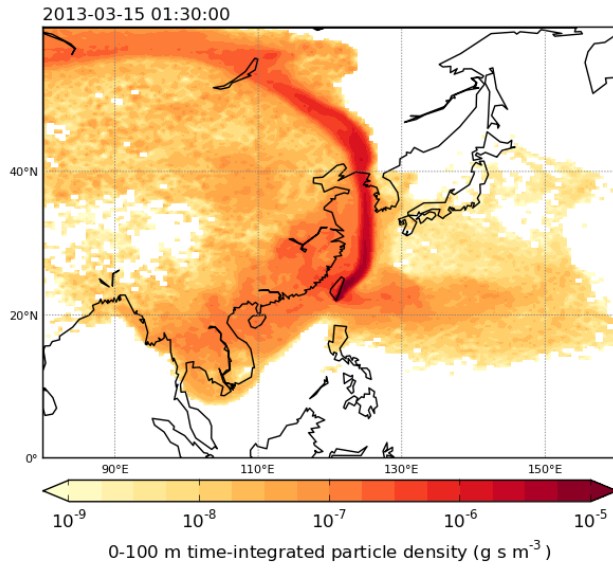 2013-03-15 01:30:00
40°N
20°N
0°
90°E 110°E 130°E 150°E
10⁻⁹ 10⁻⁸ 10⁻⁷ 10⁻⁶ 10⁻⁵
0-100 m time-integrated particle density (g s m⁻³)